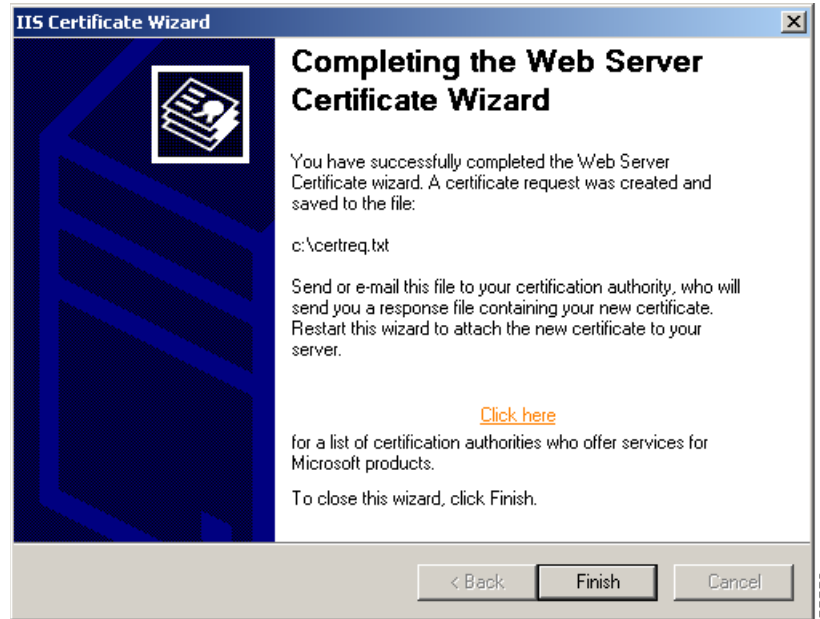 IIS Certificate Wizard
Completing the Web Server
Certificate Wizard
You have successfully completed the Web Server
Certificate wizard. A certificate request was created and
saved to the file:
c:\certreq.txt
Send or e-mail this file to your certification authority, who will
send you a response file containing your new certificate.
Restart this wizard to attach the new certificate to your
server.
Click here
for a list of certification authorities who offer services for
Microsoft products.
To close this wizard, click Finish.
< Back
Finish
Cancel